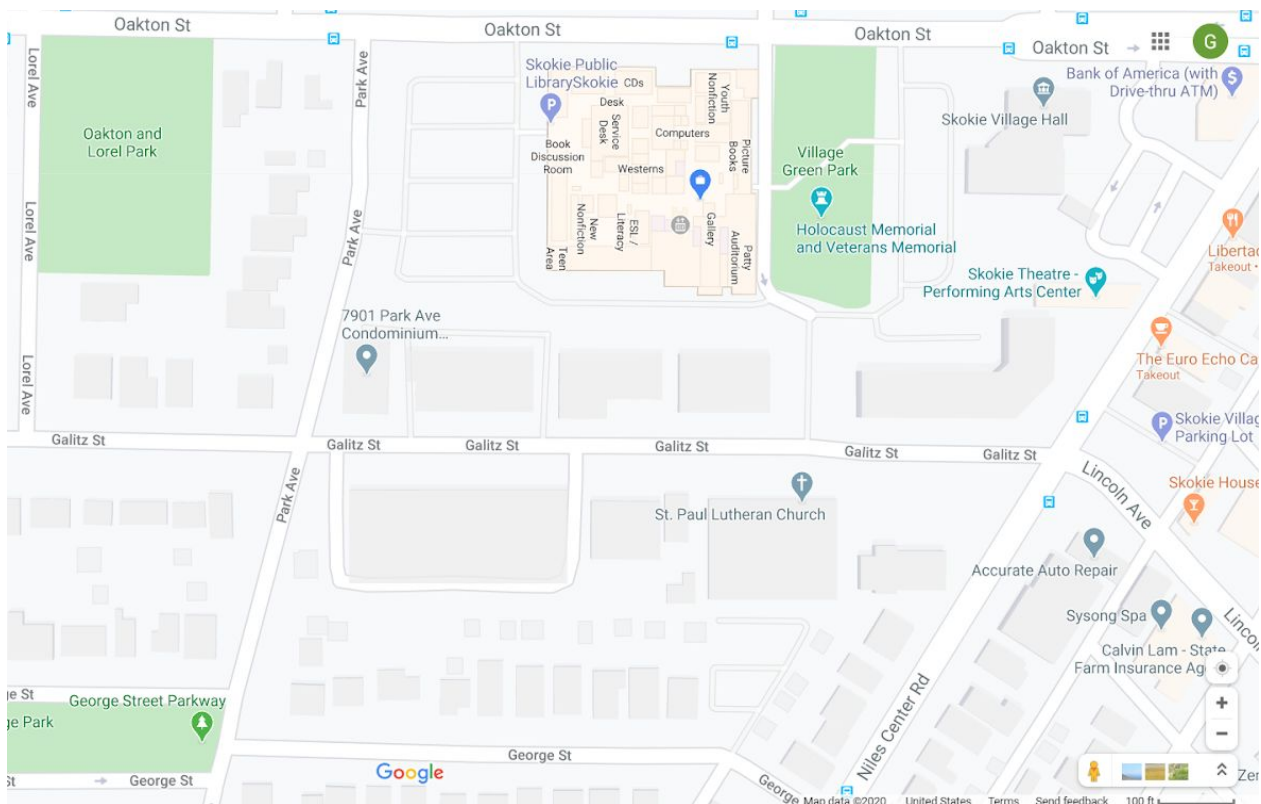 Oakton St
Oakton St
Oakton St
Oakton St
G
Lorel Ave
Park Ave
Skokie Public
LibrarySkokie
CDs
Desk
Service
Desk
Youth
Nonfiction
Computers
Book
Discussion
Room
Westerns
Picture
Books
New
Nonfiction
ESL /
Literacy
Gallery
Teen
Area
Patty
Auditorium
Oakton and
Lorel Park
Village
Green Park
Holocaust Memorial
and Veterans Memorial
Skokie Village Hall
Bank of America (with
Drive-thru ATM)
Skokie Theatre -
Performing Arts Center
Takeout
Lorel Ave
Park Ave
7901 Park Ave
Condominium...
The Euro Echo Ca
Takeout
Lorel Ave
Skokie Villag
Parking Lot
Galitz St
Galitz St
Galitz St
Galitz St
Galitz St
Galitz St
Lincoln Ave
Skokie House
Park Ave
St. Paul Lutheran Church
Accurate Auto Repair
Sysong Spa
Calvin Lam - State
Farm Insurance Ag
Niles Center Rd
George Street Parkway
George St
George St
George
Google
Map data ©2020
United States
Terms
Send feedback
100 ft